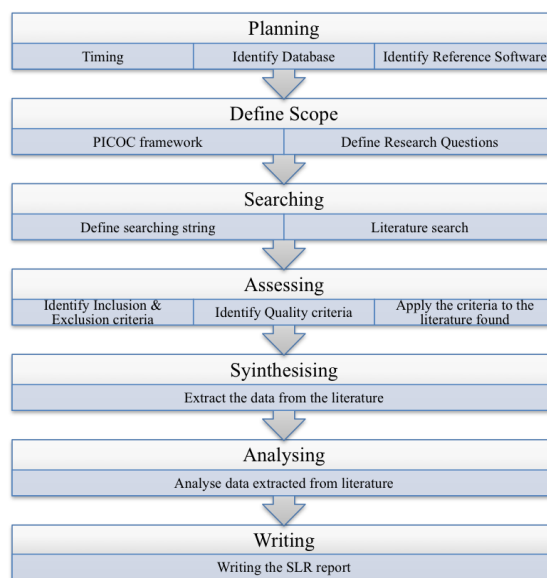 Planning
Timing
Identify Database
Identify Reference Software
Define Scope
PICOC framework
Define Research Questions
Searching
Define searching string
Literature search
Assessing
Identify Inclusion &
Exclusion criteria
Identify Quality criteria
Apply the criteria to the
literature found
Syinthesising
Extract the data from the literature
Analysing
Analyse data extracted from literature
Writing
Writing the SLR report